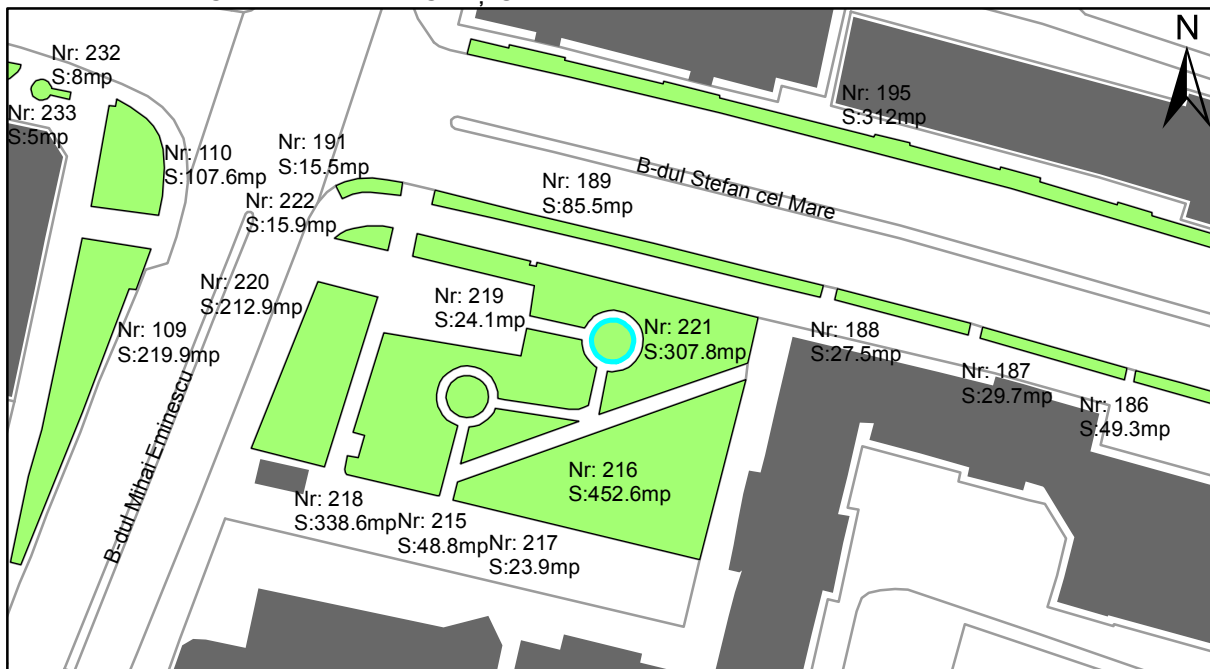 N
Nr: 232
S:8mp
Nr: 233
S:5mp
Nr: 110
S:107.6mp
Nr: 191
S:15.5mp
Nr: 222
S:15.9mp
Nr: 189
S:85.5mp
Nr: 195
S:312mp
B-dul Stefan cel Mare
Nr: 220
S:212.9mp
Nr: 109
S:219.9mp
Nr: 219
S:24.1mp
Nr: 221
S:307.8mp
Nr: 188
S:27.5mp
Nr: 187
S:29.7mp
Nr: 186
S:49.3mp
B-dul Mihai Eminescu
Nr: 216
S:452.6mp
Nr: 218
S:338.6mp
Nr: 215
S:48.8mp
Nr: 217
S:23.9mp